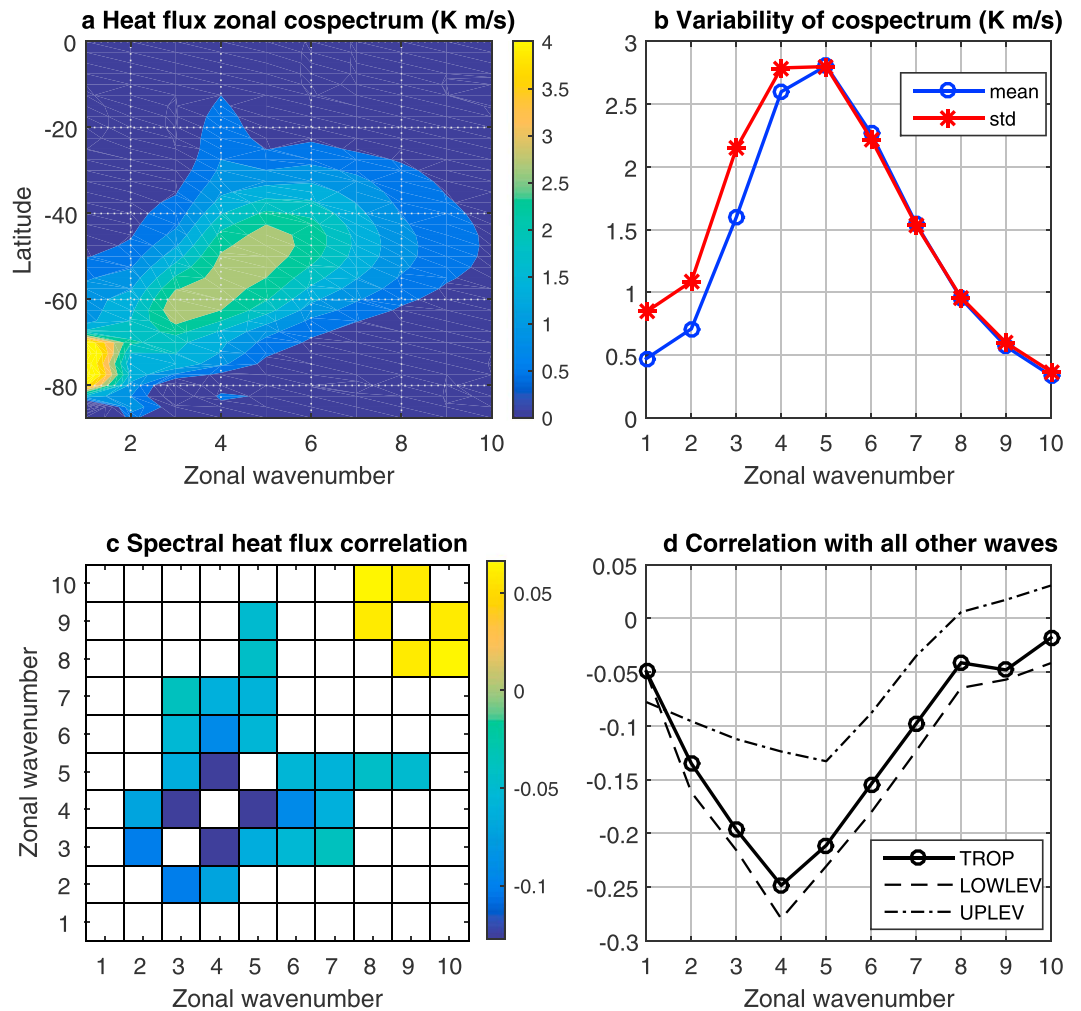 a Heat flux zonal cospectrum (K m/s)
0
-20
-40
-60
-80
Latitude
2
4
6
8
10
Zonal wavenumber
4
3.5
3
2.5
2
1.5
1
0.5
0
b Variability of cospectrum (K m/s)
3
2.5
2
1.5
1
0.5
0
mean
std
1 2 3 4 5 6 7 8 9 10
Zonal wavenumber
c Spectral heat flux correlation
10
9
8
7
6
5
4
3
2
1
Zonal wavenumber
1 2 3 4 5 6 7 8 9 10
Zonal wavenumber
0.05
0
-0.05
-0.1
d Correlation with all other waves
0.05
0
-0.05
-0.1
-0.15
-0.2
-0.25
-0.3
TROP
LOWLEV
UPLEV
1 2 3 4 5 6 7 8 9 10
Zonal wavenumber